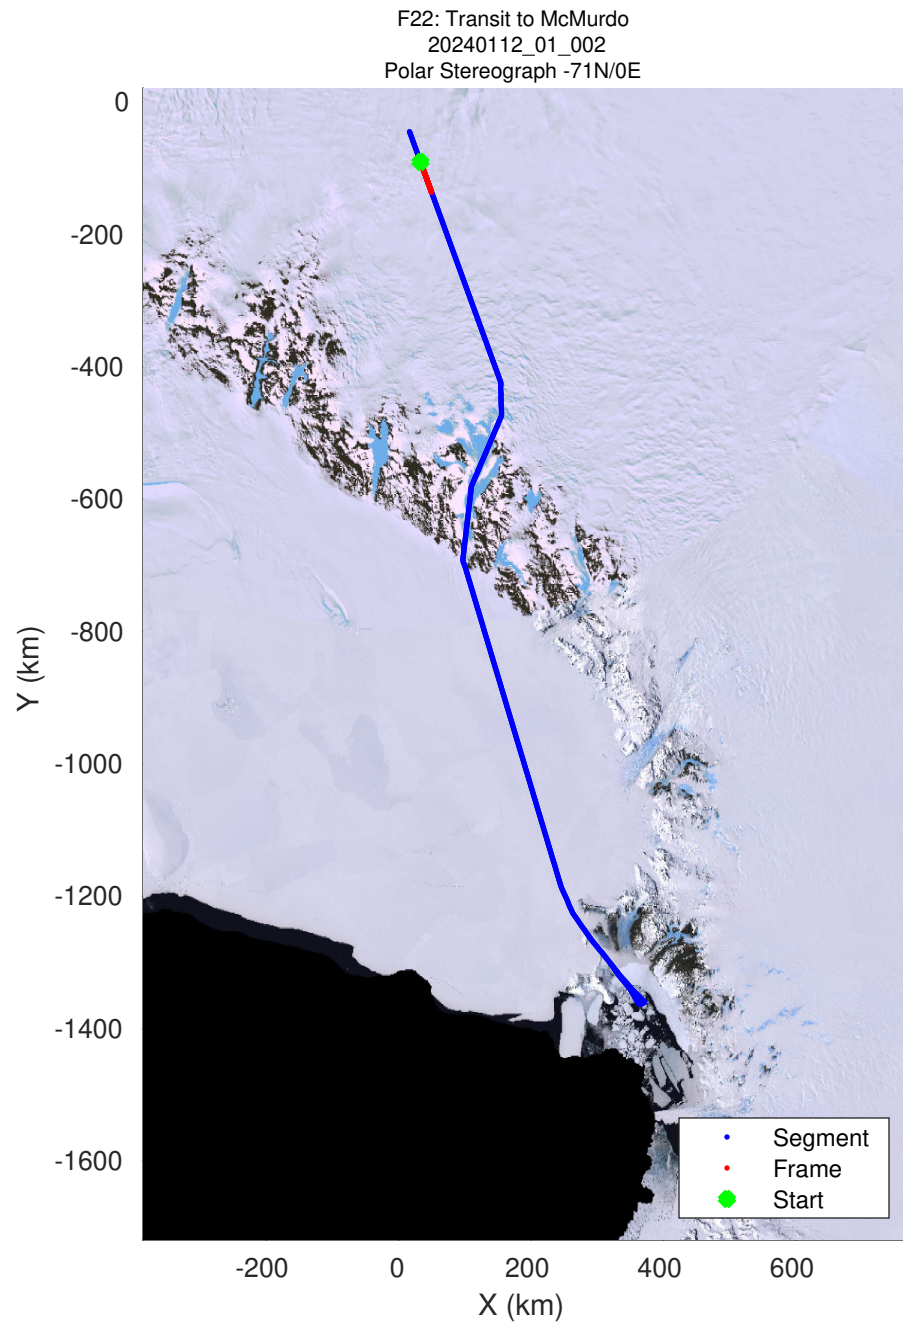 F22: Transit to McMurdo
20240112_01_002
Polar Stereograph -71N/0E
0
-200
-400
-600
-800
-1000
-1200
-1400
-1600
Y (km)
-200
0
200
400
600
X (km)
Segment
Frame
Start